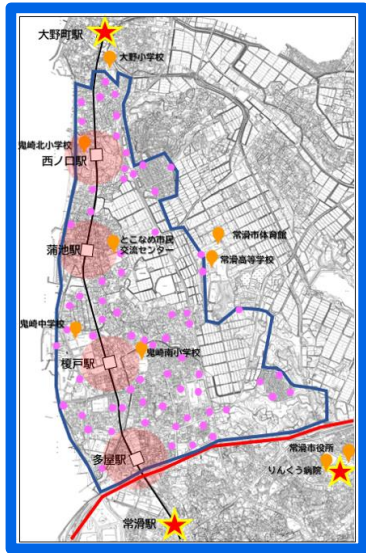 大野町駅
大野小学校
鬼崎北小学校
西ノ口駅
蒲池駅
とこなめ市民
交流センター
常滑市体育館
常滑高等学校
鬼崎中学校
鬼崎南小学校
榎戸駅
多屋駅
常滑市役所
りんくう病院
常滑駅